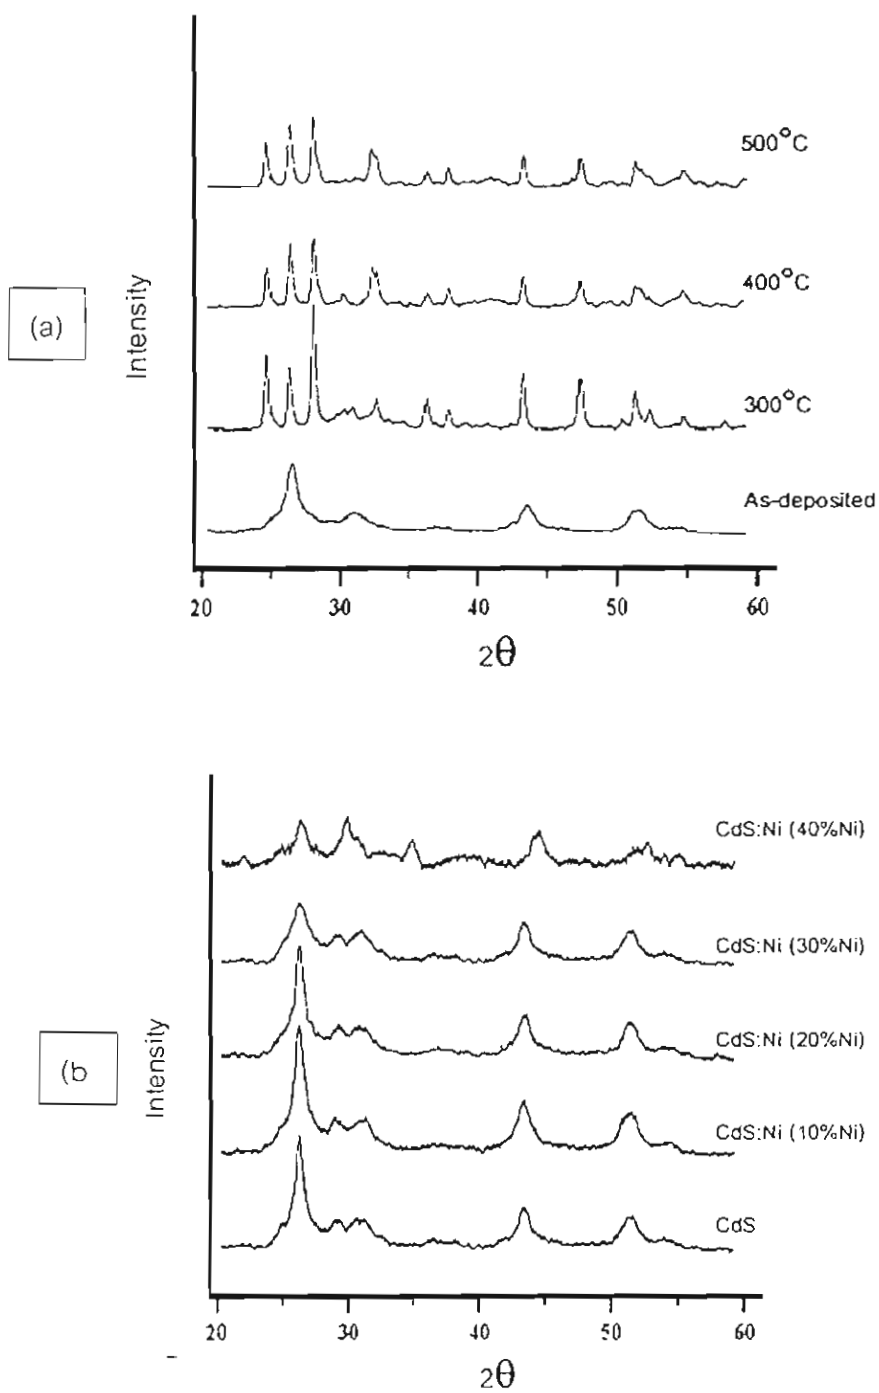 500°C
400°C
(a)
Intensity
300°C
As-deposited
20 30 40 50 60
2θ
CdS:Ni (40%Ni)
CdS:Ni (30%Ni)
CdS:Ni (20%Ni)
(b
Intensity
CdS:Ni (10%Ni)
CdS
20 30 40 50 60
2θ